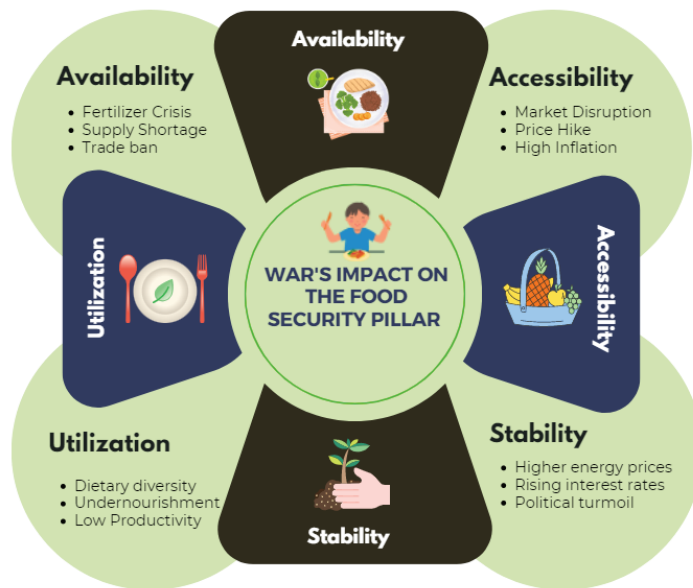 Availability
Availability
• Fertilizer Crisis
• Supply Shortage
• Trade ban
Accessibility
• Market Disruption
• Price Hike
• High Inflation
Utilization
WAR'S IMPACT ON
THE FOOD
SECURITY PILLAR
Accessibility
Utilization
• Dietary diversity
• Undernourishment
• Low Productivity
Stability
• Higher energy prices
• Rising interest rates
• Political turmoil
Stability